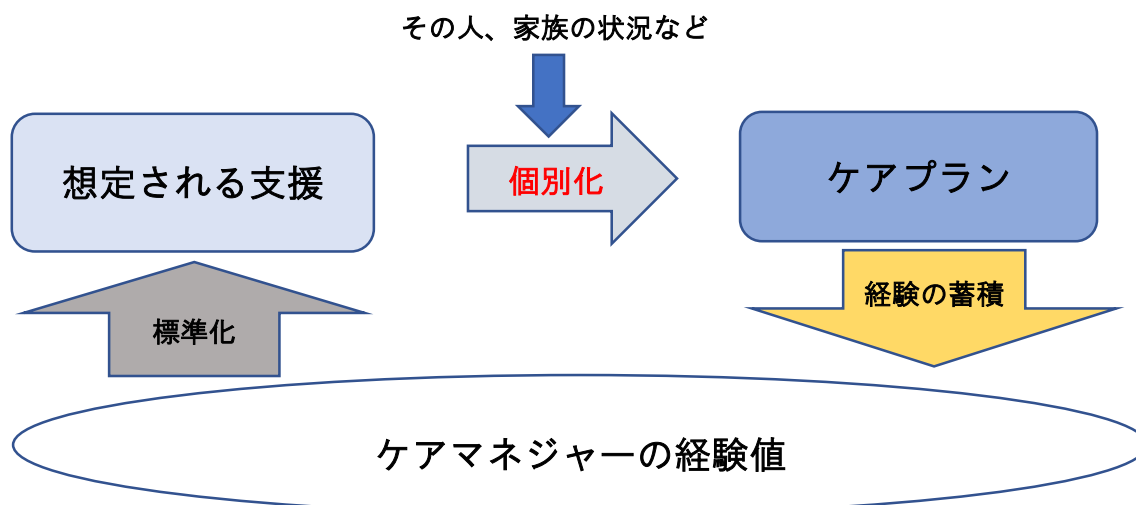 その人、家族の状況など
想定される支援
個別化
ケアプラン
標準化
経験の蓄積
ケアマネジャーの経験値